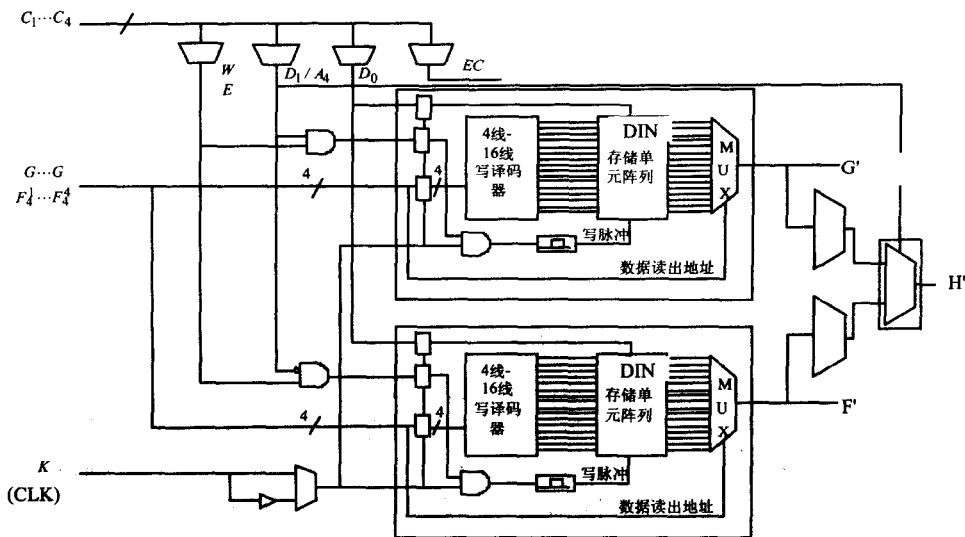 C₁···C₄
W
E
D₁ / A₄
D₀
EC
4线-
16线
写译码
器
DIN
存储单
元阵列
M
U
X
G'
G···G
F₄¹···F₄⁴
4
4
写脉冲
数据读出地址
H'
4线-
16线
写译码
器
DIN
存储单
元阵列
M
U
X
F'
4
4
写脉冲
数据读出地址
K
(CLK)